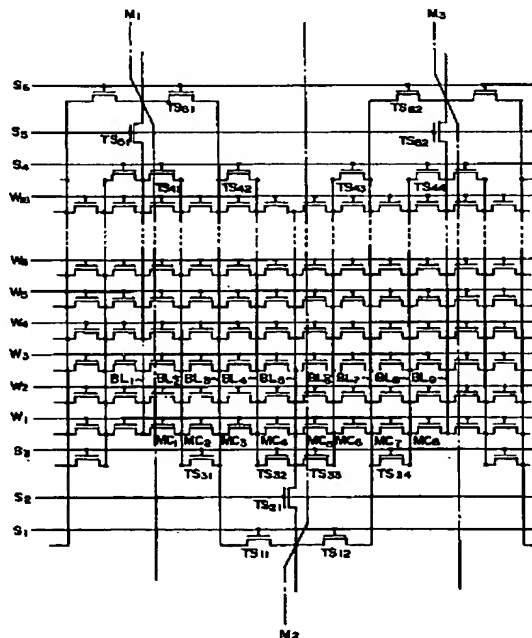 M₁ M₃
S₆
TS₆₁ TS₆₂
S₅
TS₅₁ TS₅₂
S₄
TS₄₁ TS₄₂ TS₄₃ TS₄₄
W₆
W₅
W₄
W₃
BL₁~ BL₂~ BL₃~ BL₄~ BL₅~ BL₆~ BL₇~ BL₈~ BL₉~
W₂
W₁
MC₁ MC₂ MC₃ MC₄ MC₅ MC₆ MC₇ MC₈
S₃
TS₃₁ TS₃₂ TS₃₃ TS₃₄
S₂
TS₂₁
S₁
TS₁₁ TS₁₂
M₂